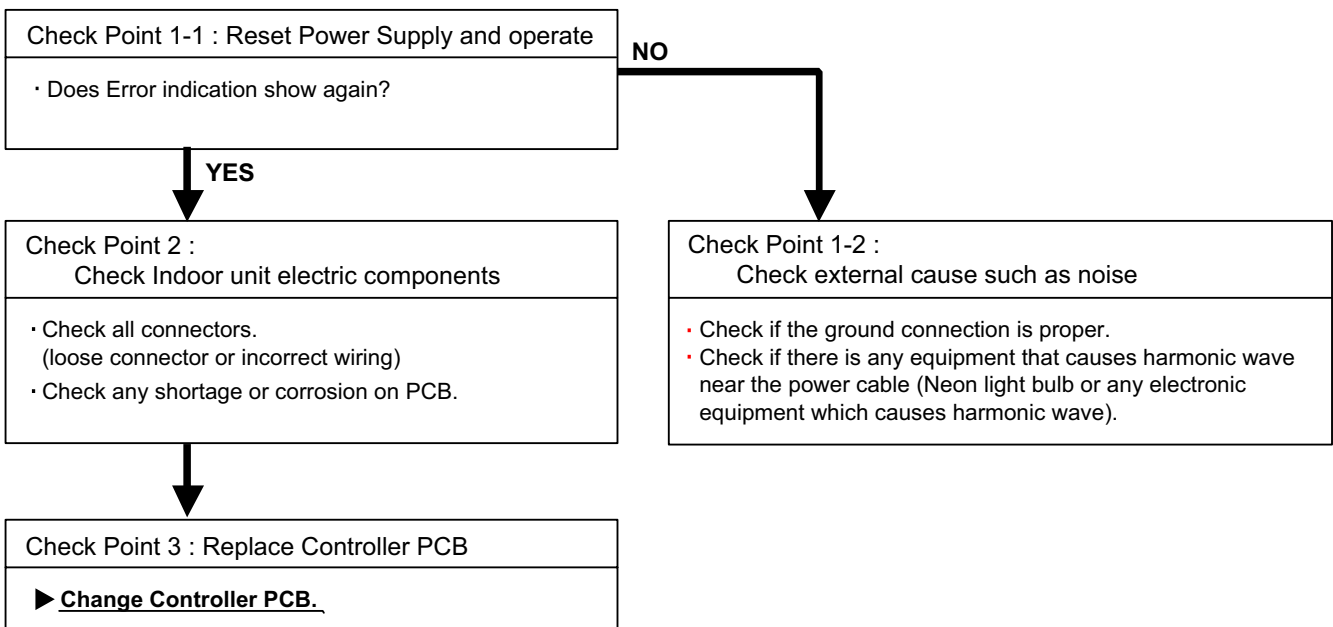 Check Point 1-1 : Reset Power Supply and operate
· Does Error indication show again?
NO
YES
Check Point 2 :
Check Indoor unit electric components
· Check all connectors.
(loose connector or incorrect wiring)
· Check any shortage or corrosion on PCB.
Check Point 1-2 :
Check external cause such as noise
· Check if the ground connection is proper.
· Check if there is any equipment that causes harmonic wave
near the power cable (Neon light bulb or any electronic
equipment which causes harmonic wave).
Check Point 3 : Replace Controller PCB
▶ Change Controller PCB.